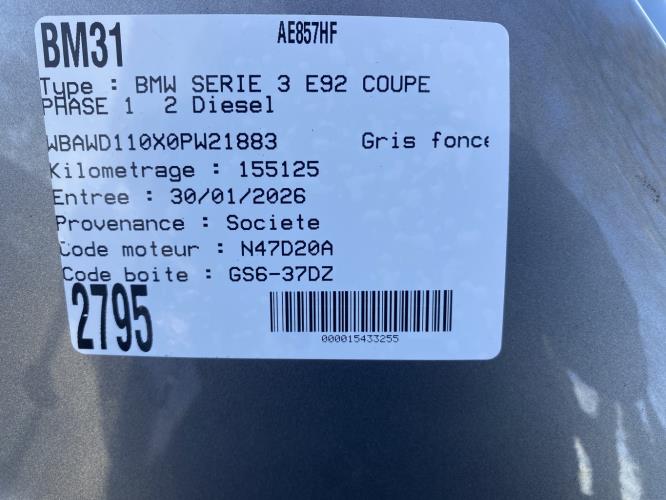 BM31 AE857HF
Type : BMW SERIE 3 E92 COUPE
PHASE 1 2 Diesel
WBAWD110X0PW21883 Gris fonce
Kilometrage : 155125
Entree : 30/01/2026
Provenance : Societe
Code moteur : N47D20A
Code boite : GS6-37DZ
2795
000015433255